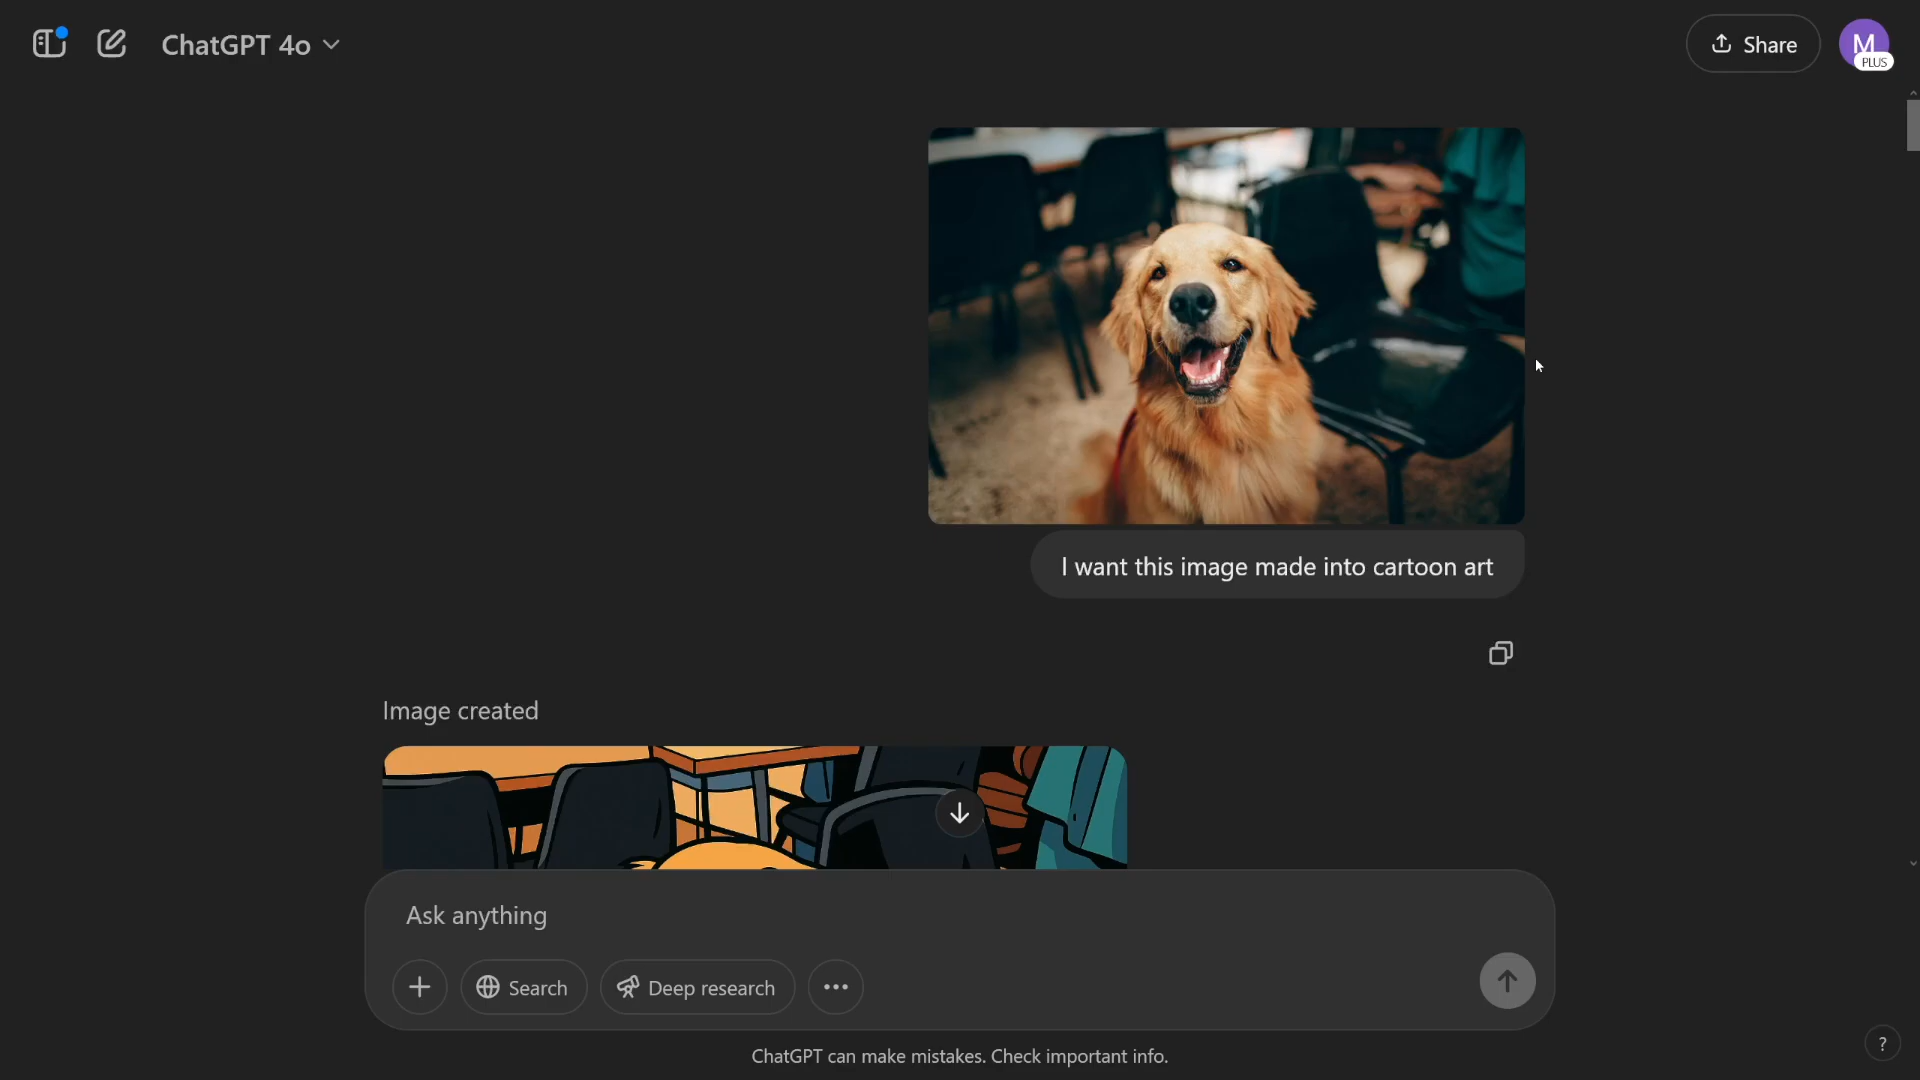 ChatGPT 4o
Share
M
PLUS
I want this image made into cartoon art
Image created
Ask anything
Search
Deep research
ChatGPT can make mistakes. Check important info.
?